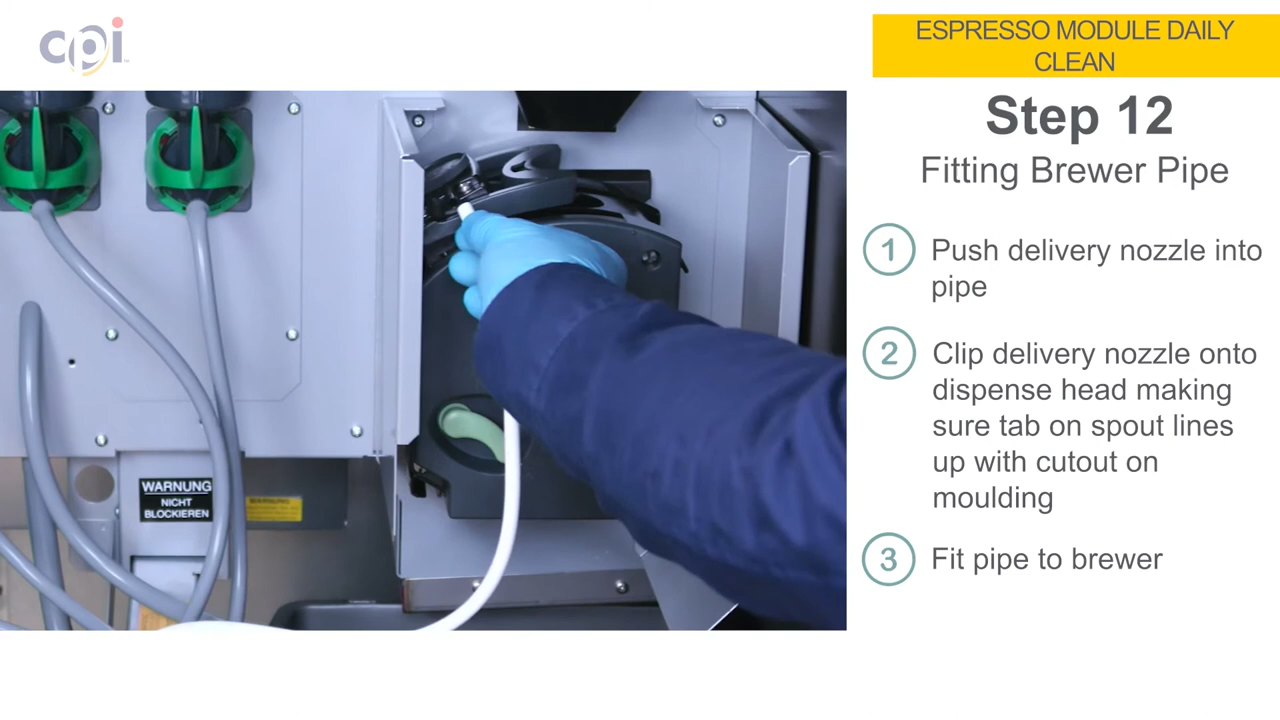 cpi
ESPRESSO MODULE DAILY
CLEAN
Step 12
Fitting Brewer Pipe
1 Push delivery nozzle into
pipe
2 Clip delivery nozzle onto
dispense head making
sure tab on spout lines
up with cutout on
moulding
3 Fit pipe to brewer
WARNUNG
NICHT
BLOCKIEREN